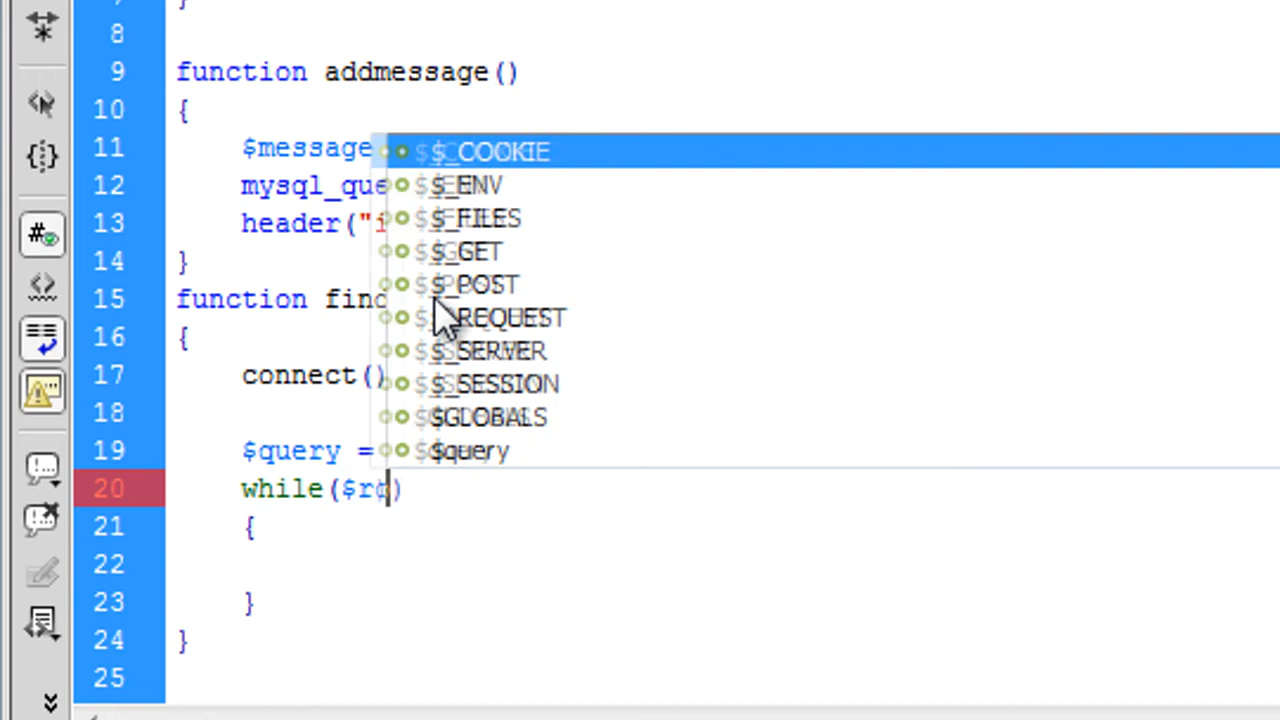 8
9 function addmessage()
10 {
11 $message
12 mysql_que
13 header("i
14 }
15 function find
16 {
17 connect()
18
19 $query =
20 while($ro)
21 {
22
23 }
24 }
25
$_COOKIE
$_ENV
$_FILES
$_GET
$_POST
$_REQUEST
$_SERVER
$_SESSION
$GLOBALS
$query